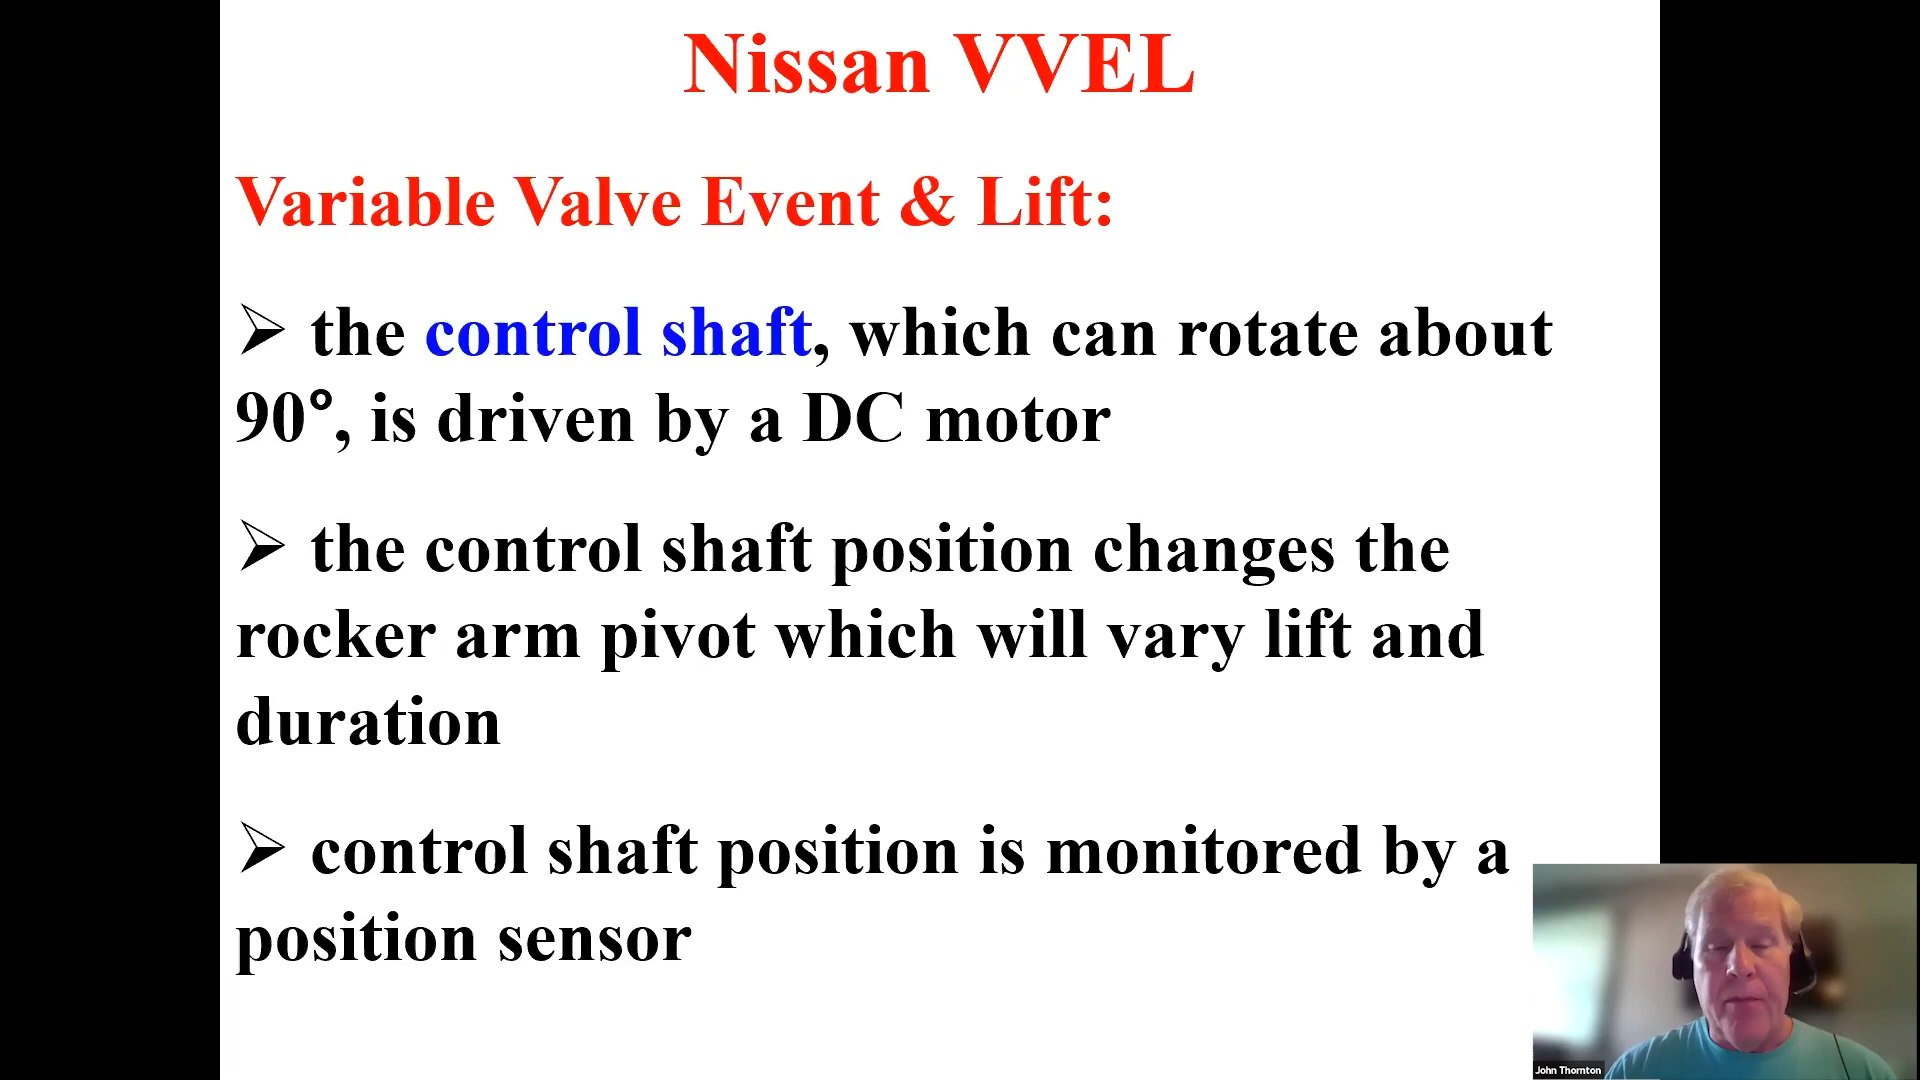 Nissan VVEL
Variable Valve Event & Lift:
➢ the control shaft, which can rotate about
90°, is driven by a DC motor
➢ the control shaft position changes the
rocker arm pivot which will vary lift and
duration
➢ control shaft position is monitored by a
position sensor
John Thornton